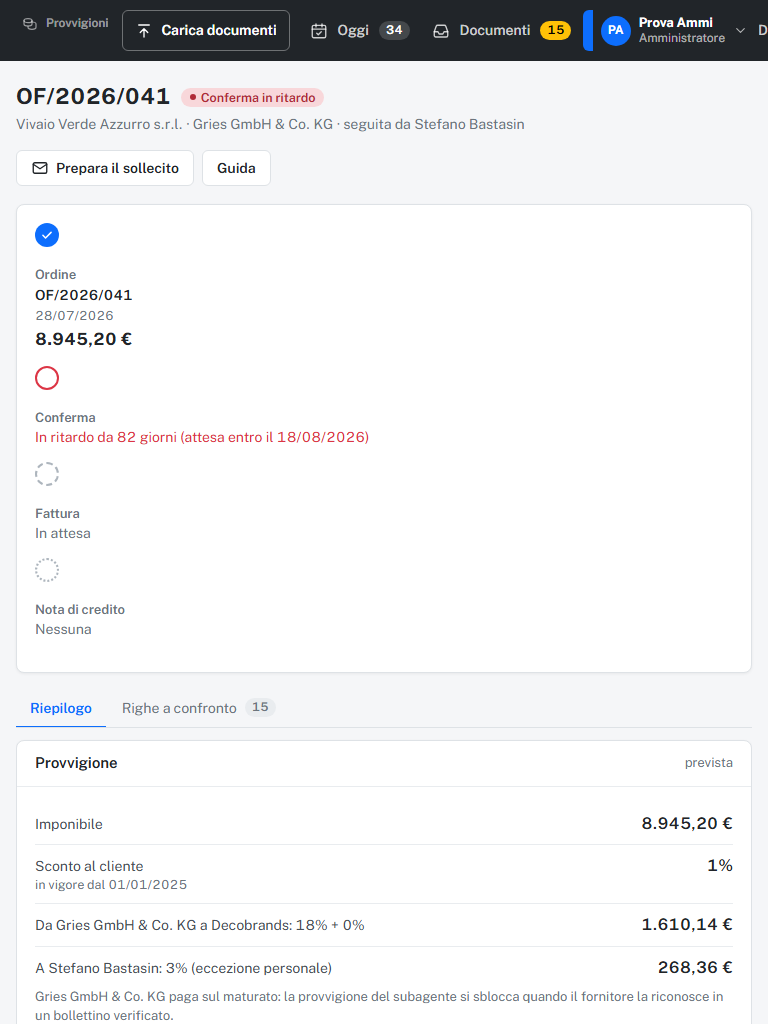 Provvigioni
Carica documenti
Oggi 34
Documenti 15
PA
Prova Ammi
Amministratore
D
OF/2026/041
Conferma in ritardo
Vivaio Verde Azzurro s.r.l. · Gries GmbH & Co. KG · seguita da Stefano Bastasin
Prepara il sollecito
Guida
Ordine
OF/2026/041
28/07/2026
8.945,20 €
Conferma
In ritardo da 82 giorni (attesa entro il 18/08/2026)
Fattura
In attesa
Nota di credito
Nessuna
Riepilogo
Righe a confronto 15
Provvigione
prevista
Imponibile
8.945,20 €
Sconto al cliente
1%
in vigore dal 01/01/2025
Da Gries GmbH & Co. KG a Decobrands: 18% + 0%
1.610,14 €
A Stefano Bastasin: 3% (eccezione personale)
268,36 €
Gries GmbH & Co. KG paga sul maturato: la provvigione del subagente si sblocca quando il fornitore la riconosce in
un bollettino verificato.